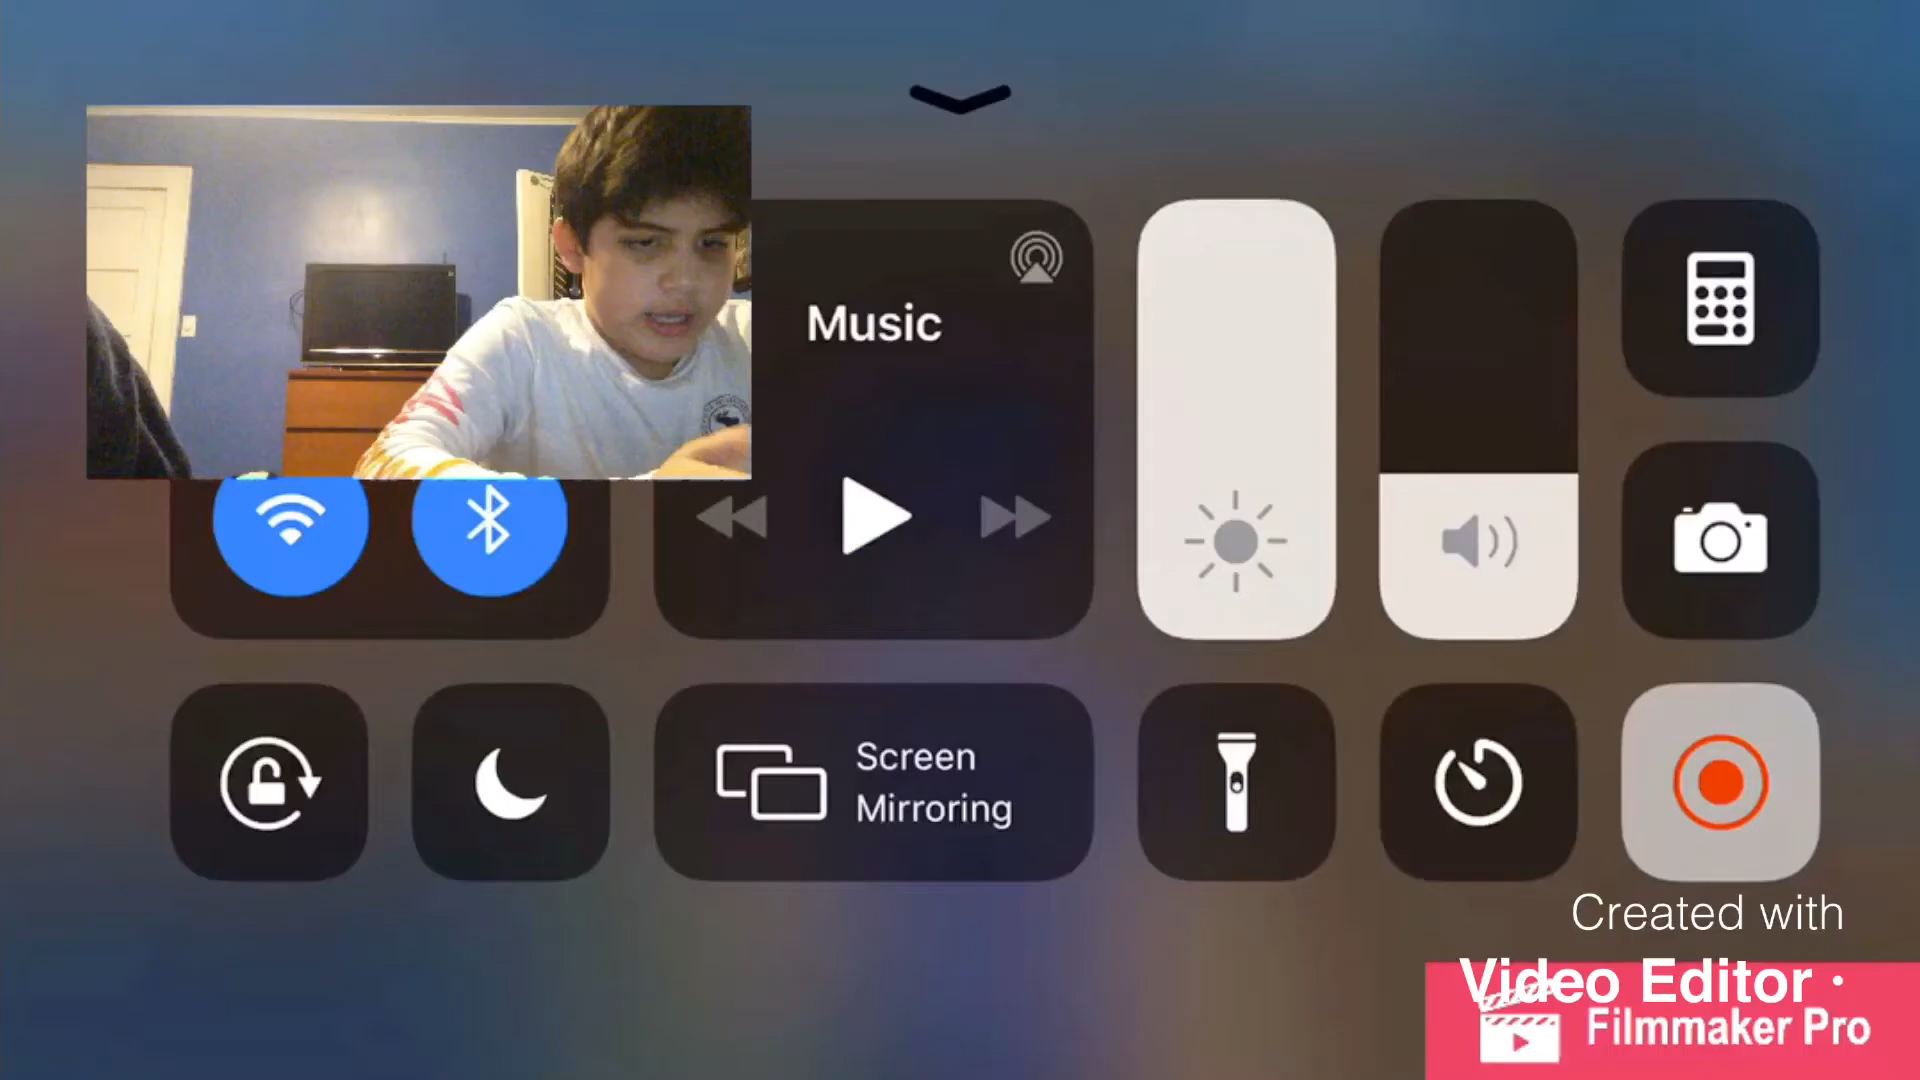 Music
Screen
Mirroring
Created with
Video Editor ·
Filmmaker Pro